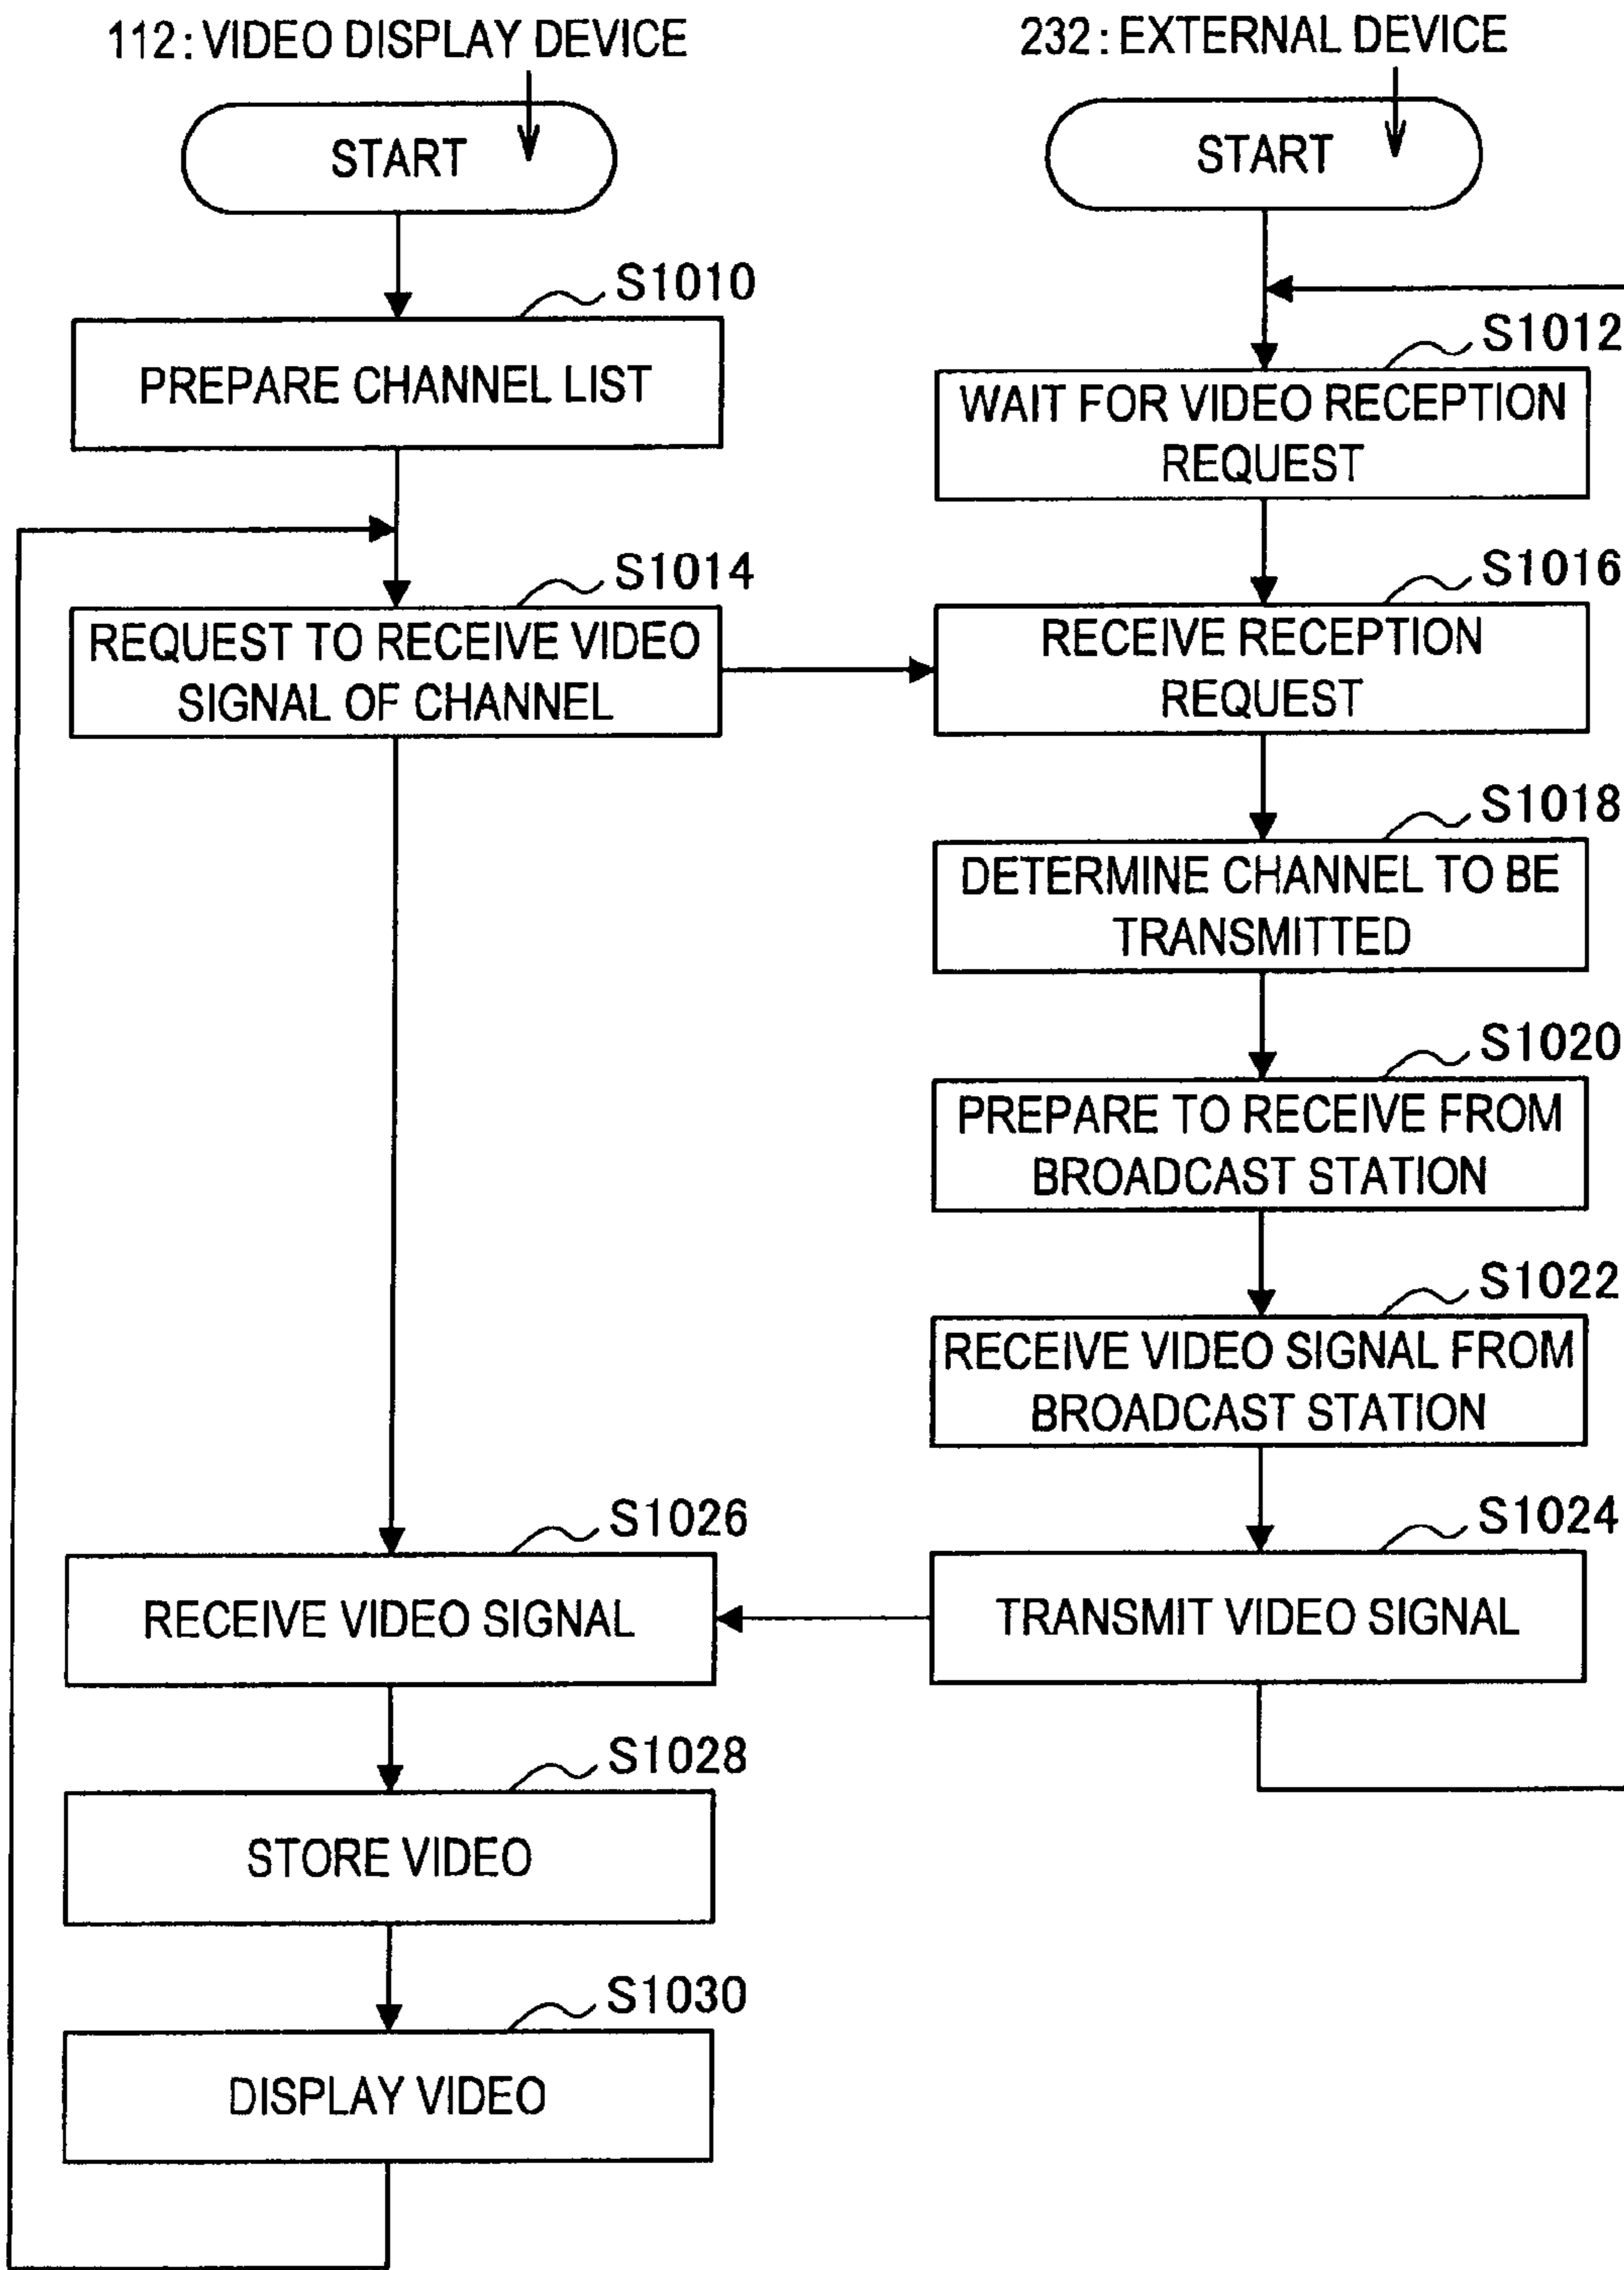 112: VIDEO DISPLAY DEVICE
START
S1010
PREPARE CHANNEL LIST
S1014
REQUEST TO RECEIVE VIDEO
SIGNAL OF CHANNEL
S1026
RECEIVE VIDEO SIGNAL
S1028
STORE VIDEO
S1030
DISPLAY VIDEO
232: EXTERNAL DEVICE
START
S1012
WAIT FOR VIDEO RECEPTION
REQUEST
S1016
RECEIVE RECEPTION
REQUEST
S1018
DETERMINE CHANNEL TO BE
TRANSMITTED
S1020
PREPARE TO RECEIVE FROM
BROADCAST STATION
S1022
RECEIVE VIDEO SIGNAL FROM
BROADCAST STATION
S1024
TRANSMIT VIDEO SIGNAL